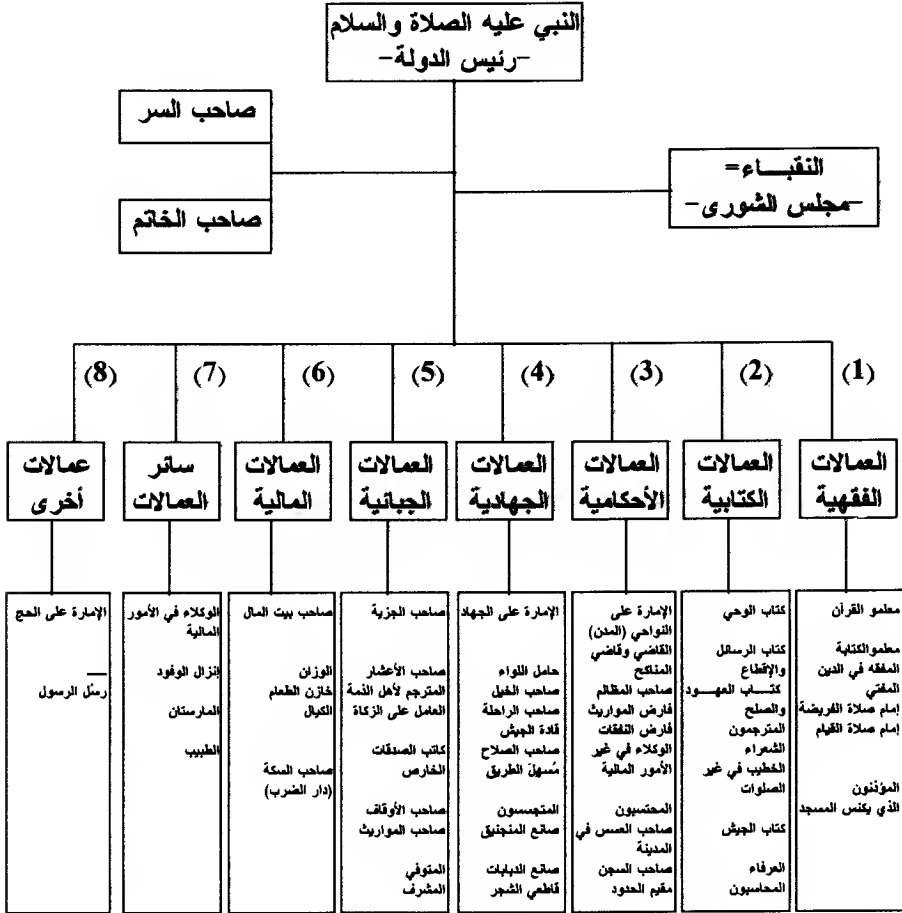 النبي عليه الصلاة والسلام
-رئيس الدولة-
صاحب السر
النقبـــاء=
-مجلس الشورى-
صاحب الخاتم
(1)
(2)
(3)
(4)
(5)
(6)
(7)
(8)
العمالات
الفقهية
العمالات
الكتابية
العمالات
الأحكامية
العمالات
الجهادية
العمالات
الجبائية
العمالات
المالية
سائر
العمالات
عمالات
أخرى
معلمو القرآن
معلموالكتابة
المفقه في الدين
المفتي
إمام صلاة الفريضة
إمام صلاة القيام
المؤذنون
الذي يكنس المسجد
كتاب الوحي
كتاب الرسائل
والإقطاع
كتـــاب العهـــود
والصلح
المترجمون
الشعراء
الخطيب في غير
الصلوات
كتاب الجيش
العرفاء
المحاسبون
الإمارة على
النواحي (المدن)
القاضي وقاضي
المناكح
صاحب المظالم
فارض المواريث
فارض النفقات
الوكلاء في غير
الأمور المالية
المحتسبون
صاحب العسس في
المدينة
صاحب السجن
مقيم الحدود
الإمارة على الجهاد
حامل اللواء
صاحب الخيل
صاحب الراحلة
قادة الجيش
صاحب الصلاح
مُسهلَ الطريق
المتجسسون
صانع المنجنيق
صانع الدبابات
قاطعي الشجر
صاحب الجزية
صاحب الأعشار
المترجم لأهل الذمة
العامل على الزكاة
كاتب الصدقات
الخارص
صاحب الأوقاف
صاحب المواريث
المتوفي
المشرف
صاحب بيت المال
الوزان
خازن الطعام
الكيال
صاحب السكة
(دار الضرب)
الوكلاء في الأمور
المالية
إنزال الوفود
المارستان
الطبيب
الإمارة على الحج
—
رسُل الرسول